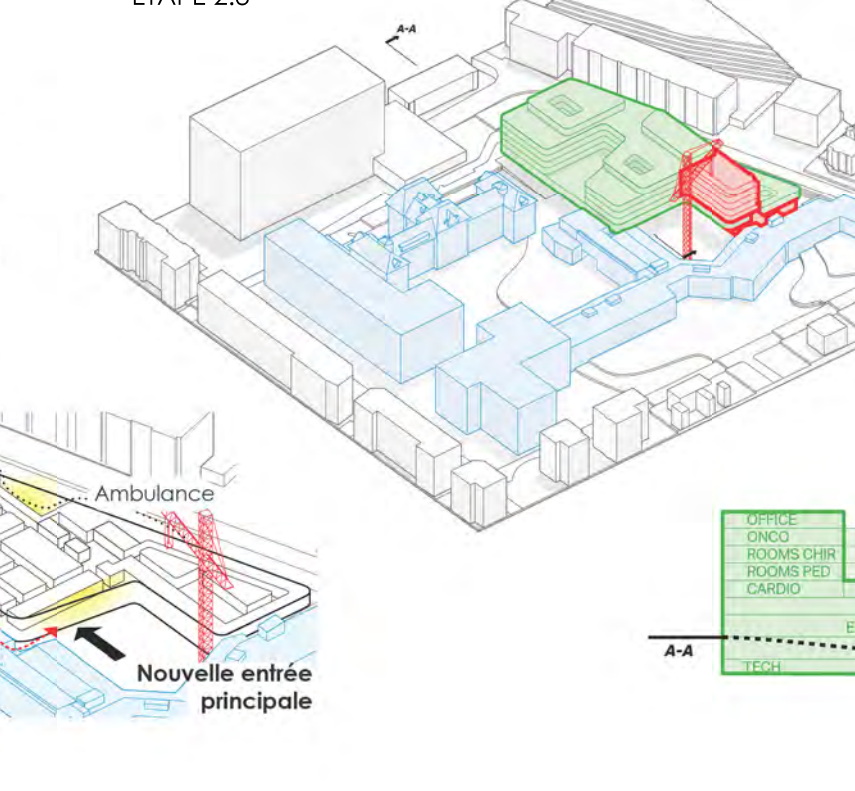 A-A
Ambulance
Nouvelle entrée
principale
OFFICE
ONCO
ROOMS CHIR
ROOMS PED
CARDIO
E
A-A
TECH